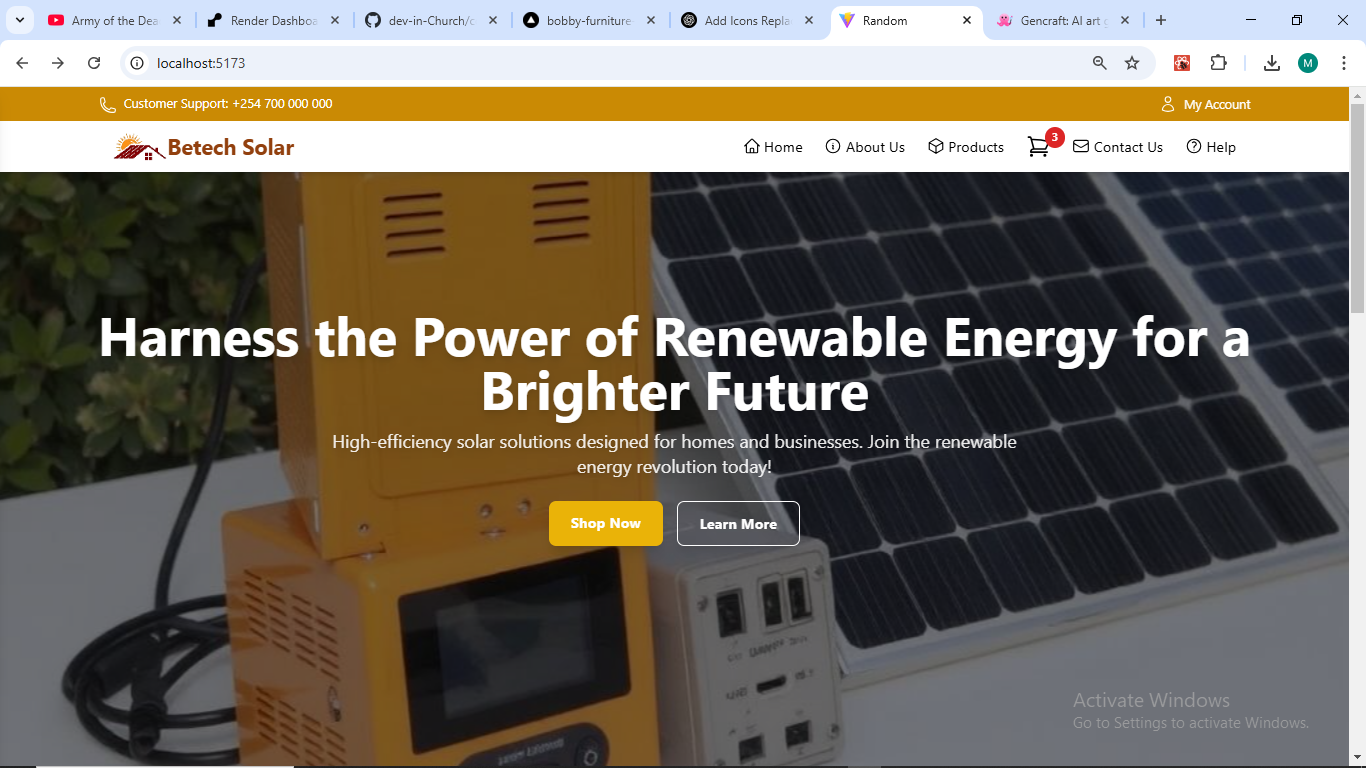 Army of the Dea
Render Dashboa
dev-in-Church/c
bobby-furniture-
Add Icons Repla
Random
Gencraft: AI art g
localhost:5173
M
Customer Support: +254 700 000 000
My Account
Betech Solar
Home
About Us
Products
3
Contact Us
Help
Harness the Power of Renewable Energy for a
Brighter Future
High-efficiency solar solutions designed for homes and businesses. Join the renewable
energy revolution today!
Shop Now
Learn More
Activate Windows
Go to Settings to activate Windows.